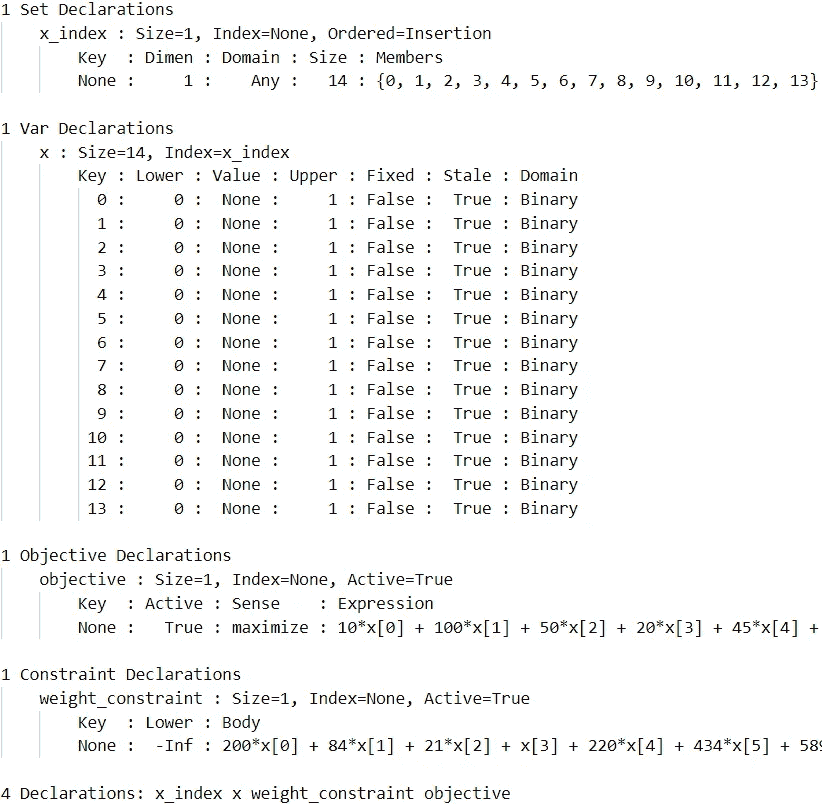 1 Set Declarations
    x_index : Size=1, Index=None, Ordered=Insertion
        Key  : Dimen : Domain : Size : Members
        None :     1 :    Any :   14 : {0, 1, 2, 3, 4, 5, 6, 7, 8, 9, 10, 11, 12, 13}
1 Var Declarations
    x : Size=14, Index=x_index
        Key : Lower : Value : Upper : Fixed : Stale : Domain
          0 :     0 :  None :     1 : False :  True : Binary
          1 :     0 :  None :     1 : False :  True : Binary
          2 :     0 :  None :     1 : False :  True : Binary
          3 :     0 :  None :     1 : False :  True : Binary
          4 :     0 :  None :     1 : False :  True : Binary
          5 :     0 :  None :     1 : False :  True : Binary
          6 :     0 :  None :     1 : False :  True : Binary
          7 :     0 :  None :     1 : False :  True : Binary
          8 :     0 :  None :     1 : False :  True : Binary
          9 :     0 :  None :     1 : False :  True : Binary
         10 :     0 :  None :     1 : False :  True : Binary
         11 :     0 :  None :     1 : False :  True : Binary
         12 :     0 :  None :     1 : False :  True : Binary
         13 :     0 :  None :     1 : False :  True : Binary
1 Objective Declarations
    objective : Size=1, Index=None, Active=True
        Key  : Active : Sense    : Expression
        None :   True : maximize : 10*x[0] + 100*x[1] + 50*x[2] + 20*x[3] + 45*x[4] +
1 Constraint Declarations
    weight_constraint : Size=1, Index=None, Active=True
        Key  : Lower : Body
        None :  -Inf : 200*x[0] + 84*x[1] + 21*x[2] + x[3] + 220*x[4] + 434*x[5] +
4 Declarations: x_index x weight_constraint objective